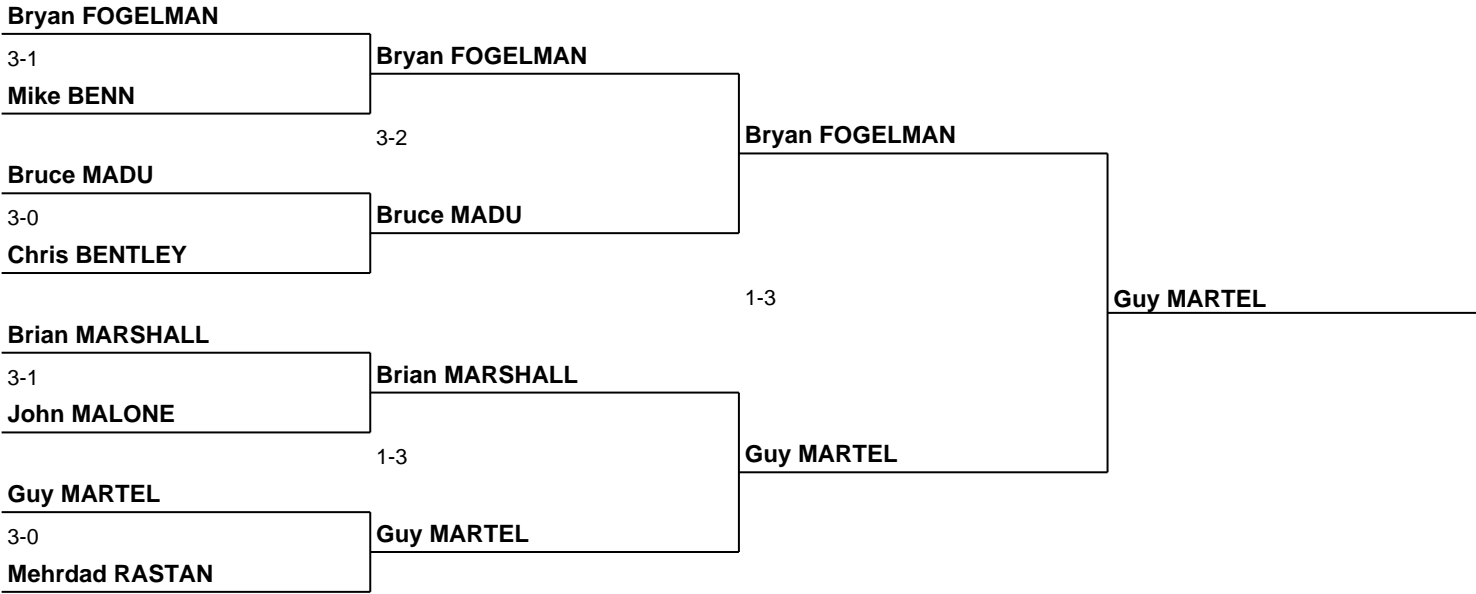 Bryan FOGELMAN
3-1
Bryan FOGELMAN
Mike BENN
3-2
Bryan FOGELMAN
Bruce MADU
3-0
Bruce MADU
Chris BENTLEY
1-3
Guy MARTEL
Brian MARSHALL
3-1
Brian MARSHALL
John MALONE
1-3
Guy MARTEL
Guy MARTEL
3-0
Guy MARTEL
Mehrdad RASTAN